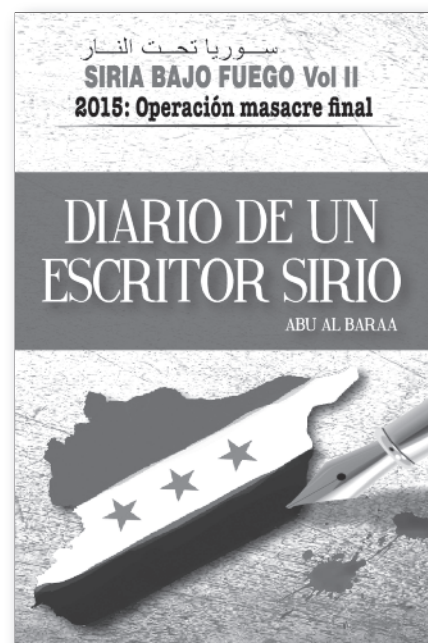 سوريا تحت النار
SIRIA BAJO FUEGO Vol II
2015: Operación masacre final
DIARIO DE UN
ESCRITOR SIRIO
ABU AL BARAA